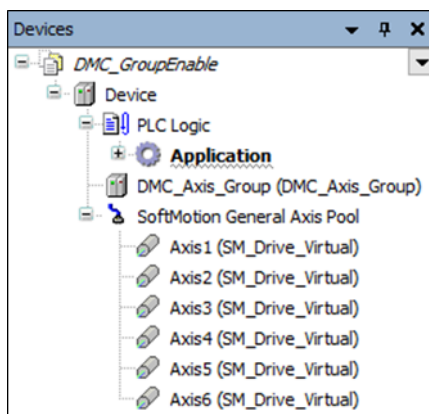 Devices
DMC_GroupEnable
Device
PLC Logic
Application
DMC_Axis_Group (DMC_Axis_Group)
SoftMotion General Axis Pool
Axis1 (SM_Drive_Virtual)
Axis2 (SM_Drive_Virtual)
Axis3 (SM_Drive_Virtual)
Axis4 (SM_Drive_Virtual)
Axis5 (SM_Drive_Virtual)
Axis6 (SM_Drive_Virtual)